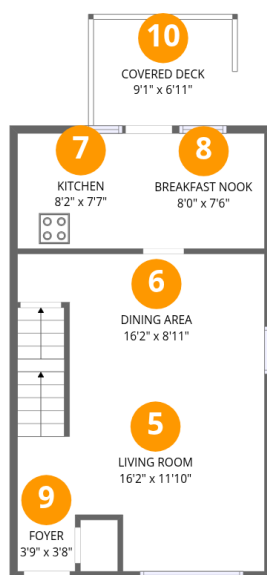 10
COVERED DECK
9'1" x 6'11"
7
KITCHEN
8'2" x 7'7"
8
BREAKFAST NOOK
8'0" x 7'6"
6
DINING AREA
16'2" x 8'11"
5
LIVING ROOM
16'2" x 11'10"
9
FOYER
3'9" x 3'8"